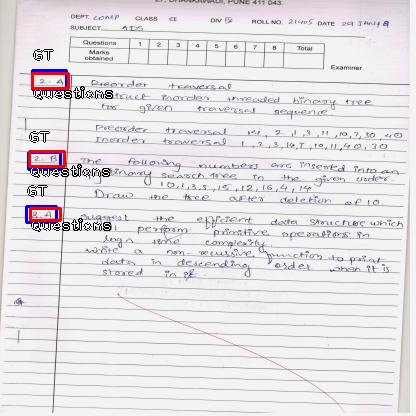 27, DHANKAWADI, PUNE 411 043.
DEPT. COMP CLASS SE DIV IV ROLL NO. 21405 DATE 29 JAN 19
SUBJECT ADS
Questions 1 2 3 4 5 6 7 8 Total
Marks obtained
Examiner
GT
2. A Preorder traversal
Questions
construct inorder threaded binary tree
for given traversal sequence.
Preorder traversal 14, 2, 1, 3, 11, 10, 7, 30, 40
GT
Inorder traversal 1, 2, 3, 14, 7, 10, 11, 40, 30
2. B The following numbers are inserted into an
Questions
binary search tree in the given order.
10, 1, 3, 5, 15, 12, 16, 4, 14
GT
Draw the tree after deletion of 10.
3. A suggest the efficient data structure which
Questions
perform primitive operations in
logn time complexity.
write a non-recursive function to print
data in descending order when it is
stored in it.